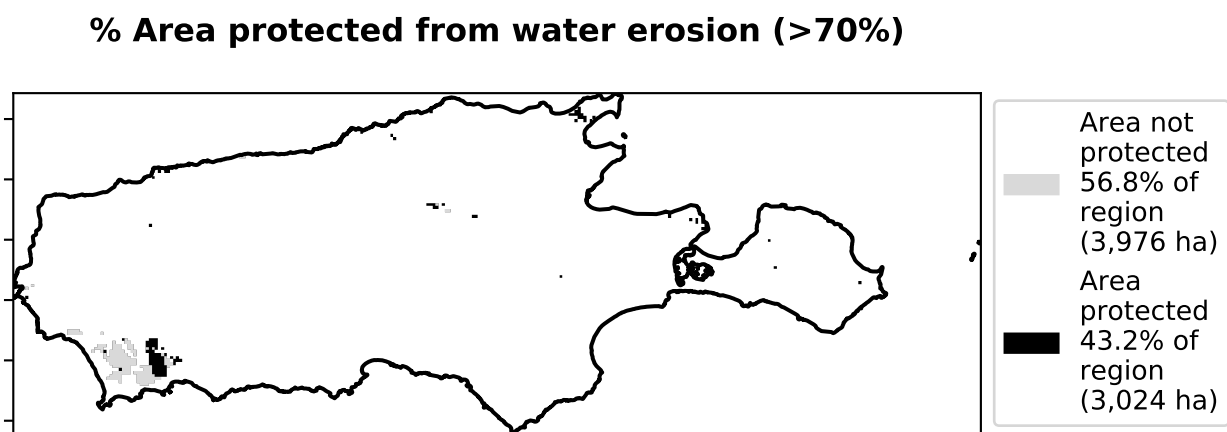 % Area protected from water erosion (>70%)
Area not
protected
56.8% of
region
(3,976 ha)
Area
protected
43.2% of
region
(3,024 ha)